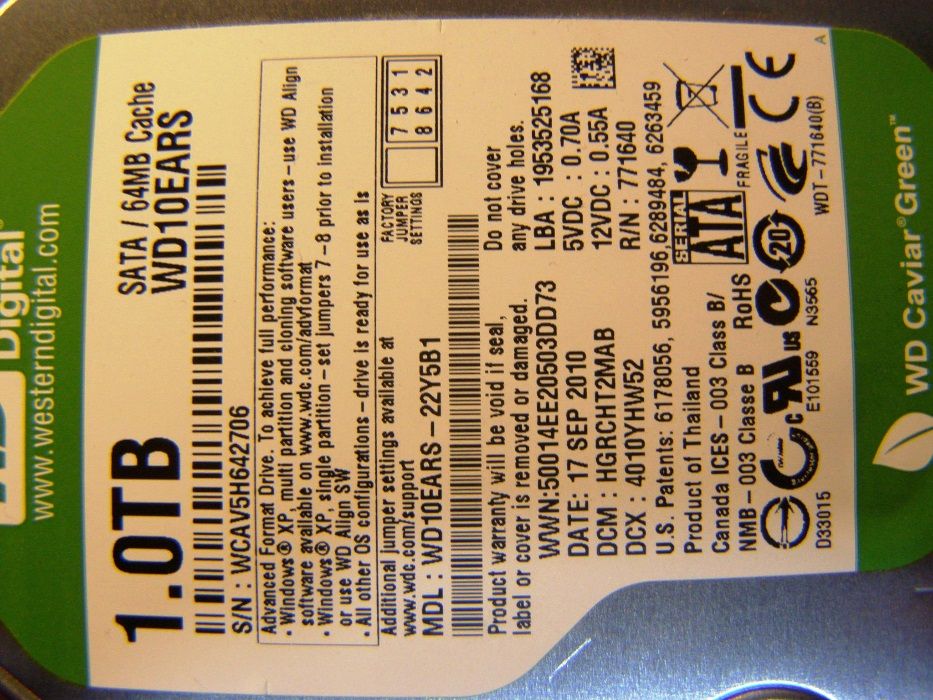 Digital
www.westerndigital.com
1.0TB
SATA / 64MB Cache
WD10EARS
S/N : WCAV5H642706
Advanced Format Drive. To achieve full performance:
• Windows® XP, multi partition and cloning software users – use WD Align
software available on www.wdc.com/advformat
• Windows® XP, single partition – set jumpers 7 – 8 prior to installation
or use WD Align SW
• All other OS configurations – drive is ready for use as is
Additional jumper settings available at
www.wdc.com/support
FACTORY
JUMPER
SETTINGS
7 5 3 1
8 6 4 2
MDL : WD10EARS – 22Y5B1
Product warranty will be void if seal,
label or cover is removed or damaged.
Do not cover
any drive holes.
WWN:50014EE20503DD73
LBA : 1953525168
DATE: 17 SEP 2010
5VDC : 0.70A
DCM : HGRCHT2MAB
12VDC : 0.55A
DCX : 4010YHW52
R/N : 771640
U.S. Patents: 6178056, 5956196,6289484, 6263459
Product of Thailand
Canada ICES – 003 Class B/
NMB – 003 Classe B
RoHS
SERIAL
ATA
FRAGILE
D33015
c RU US
E101559
N3565
20
CE
WDT – 771640(B)
A
WD Caviar® Green™